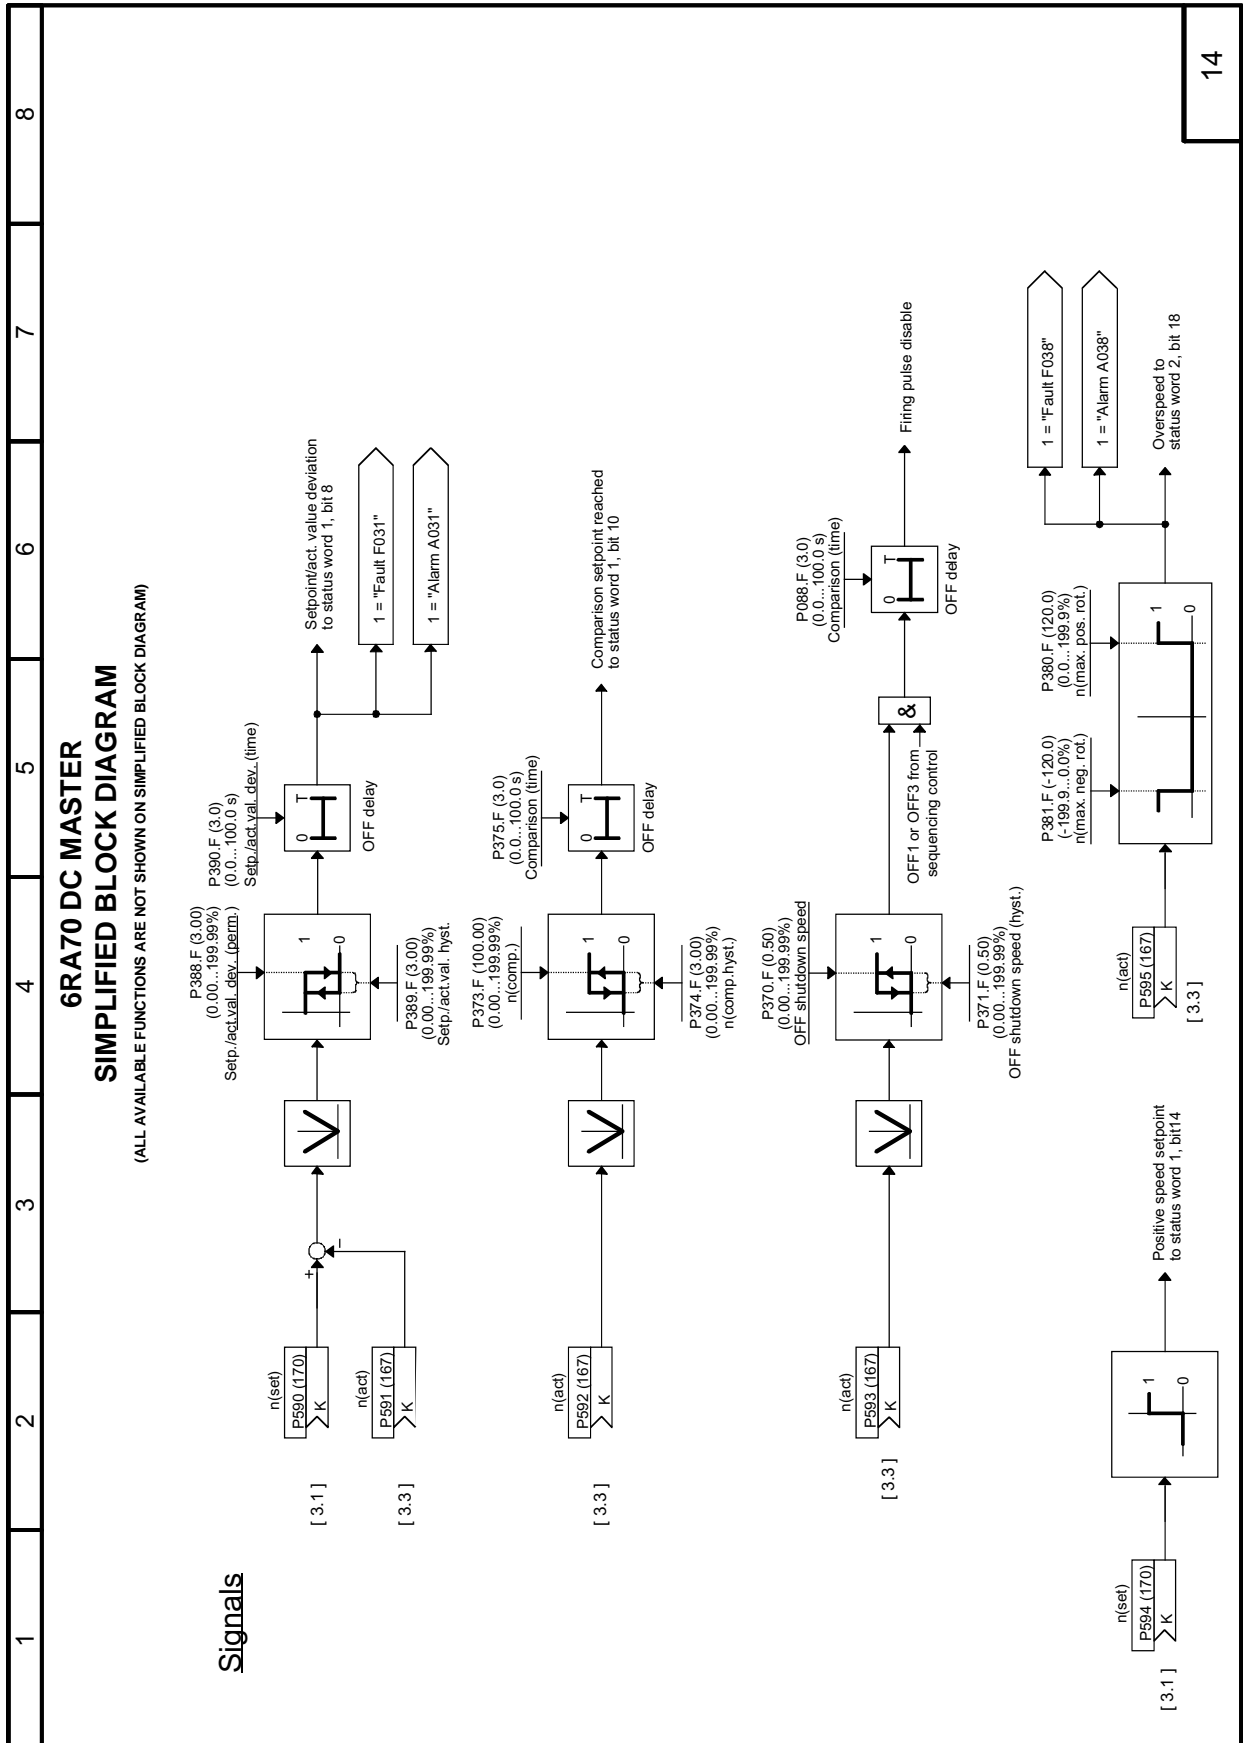 1
2
3
4
5
6
7
8
6RA70 DC MASTER
SIMPLIFIED BLOCK DIAGRAM
(ALL AVAILABLE FUNCTIONS ARE NOT SHOWN ON SIMPLIFIED BLOCK DIAGRAM)
Signals
P388.F (3.00)
(0.00...199.99%)
Setp./act.val. dev. (perm.)
P390.F (3.0)
(0.0...100.0 s)
Setp./act.val. dev. (time)
n(set)
P590 (170)
K
[ 3.1 ]
+
−
1
0
0
T
OFF delay
Setpoint/act. value deviation
to status word 1, bit 8
n(act)
P591 (167)
K
[ 3.3 ]
1 = "Fault F031"
1 = "Alarm A031"
P389.F (3.00)
(0.00...199.99%)
Setp./act.val. hyst.
P373.F (100.00)
(0.00...199.99%)
n(comp.)
P375.F (3.0)
(0.0...100.0 s)
Comparison (time)
n(act)
P592 (167)
K
[ 3.3 ]
1
0
0
T
OFF delay
Comparison setpoint reached
to status word 1, bit 10
P374.F (3.00)
(0.00...199.99%)
n(comp.hyst.)
P370.F (0.50)
(0.00...199.99%)
OFF shutdown speed
P088.F (3.0)
(0.0...100.0 s)
Comparison (time)
n(act)
P593 (167)
K
[ 3.3 ]
1
0
&
OFF1 or OFF3 from
sequencing control
0
T
OFF delay
Firing pulse disable
P371.F (0.50)
(0.00...199.99%)
OFF shutdown speed (hyst.)
P381.F (-120.0)
(-199.9...0.0%)
n(max. neg. rot.)
P380.F (120.0)
(0.0...199.9%)
n(max. pos. rot.)
1 = "Fault F038"
1 = "Alarm A038"
n(set)
P594 (170)
K
[ 3.1 ]
1
0
Positive speed setpoint
to status word 1, bit14
n(act)
P595 (167)
K
[ 3.3 ]
1
0
Overspeed to
status word 2, bit 18
14